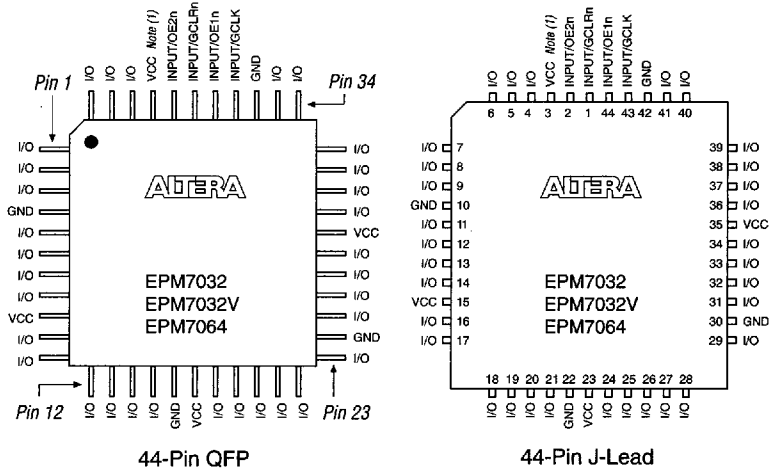 I/O I/O I/O VCC Note (1) INPUT/OE2n INPUT/GCLRn INPUT/OE1n INPUT/GCLK GND I/O I/O
Pin 1
Pin 34
I/O
I/O
I/O
GND
I/O
I/O
I/O
I/O
VCC
I/O
I/O
ALTERA
EPM7032
EPM7032V
EPM7064
I/O
I/O
I/O
I/O
VCC
I/O
I/O
I/O
I/O
GND
I/O
Pin 12
Pin 23
I/O I/O I/O I/O GND VCC I/O I/O I/O I/O I/O
44-Pin QFP
I/O I/O I/O VCC Note (1) INPUT/OE2n INPUT/GCLRn INPUT/OE1n INPUT/GCLK GND I/O I/O
6 5 4 3 2 1 44 43 42 41 40
I/O 7
I/O 8
I/O 9
GND 10
I/O 11
I/O 12
I/O 13
I/O 14
VCC 15
I/O 16
I/O 17
ALTERA
EPM7032
EPM7032V
EPM7064
39 I/O
38 I/O
37 I/O
36 I/O
35 VCC
34 I/O
33 I/O
32 I/O
31 I/O
30 GND
29 I/O
18 19 20 21 22 23 24 25 26 27 28
I/O I/O I/O I/O GND VCC I/O I/O I/O I/O I/O
44-Pin J-Lead